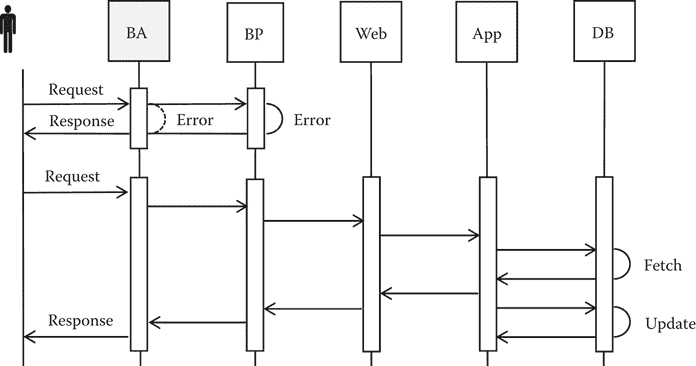 BA
BP
Web
App
DB
Request
Response
Error
Error
Request
Fetch
Response
Update